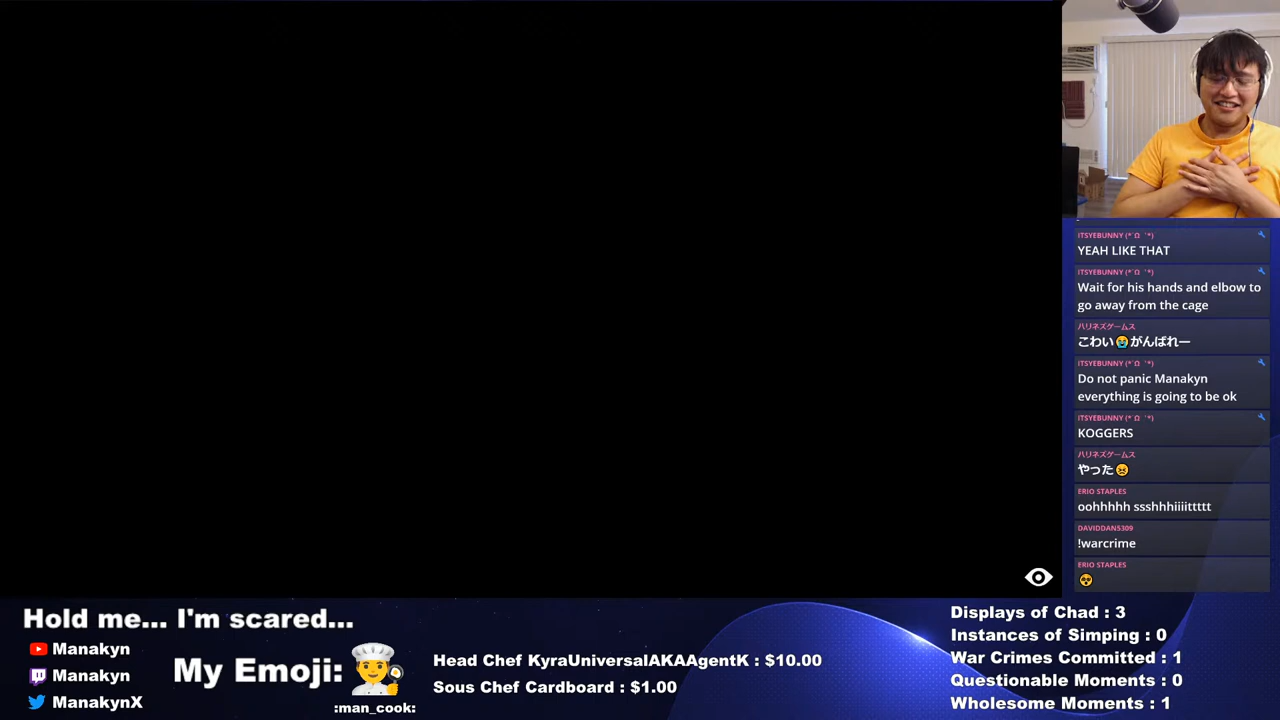 ITSYEBUNNY (*´Ω｀*)
YEAH LIKE THAT
ITSYEBUNNY (*´Ω｀*)
Wait for his hands and elbow to
go away from the cage
ハリネズゲームス
こわい😭がんばれー
ITSYEBUNNY (*´Ω｀*)
Do not panic Manakyn
everything is going to be ok
ITSYEBUNNY (*´Ω｀*)
KOGGERS
ハリネズゲームス
やった😣
ERIO STAPLES
oohhhhh ssshhhiiiittttt
DAVIDDAN5309
!warcrime
ERIO STAPLES
Hold me... I'm scared...
Manakyn
Manakyn
ManakynX
My Emoji:
:man_cook:
Head Chef KyraUniversalAKAAgentK : $10.00
Sous Chef Cardboard : $1.00
Displays of Chad : 3
Instances of Simping : 0
War Crimes Committed : 1
Questionable Moments : 0
Wholesome Moments : 1